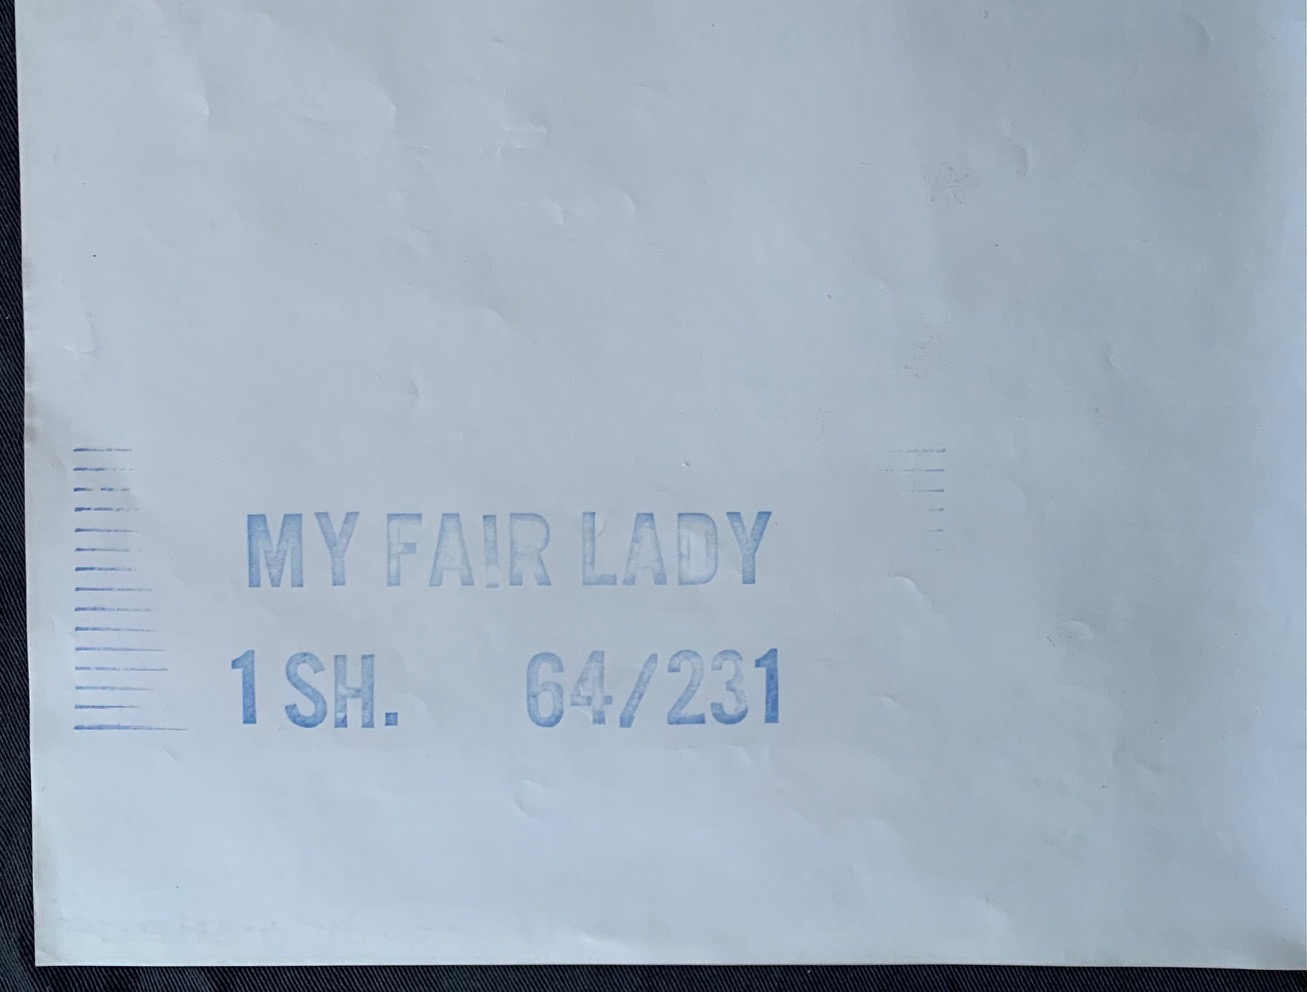 MY FAIR LADY
1 SH. 64/231